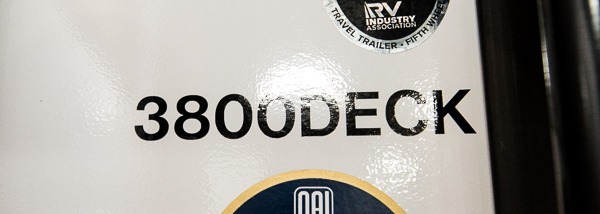 RV
INDUSTRY
ASSOCIATION
TRAVEL TRAILER • FIFTH WHEEL
3800DECK